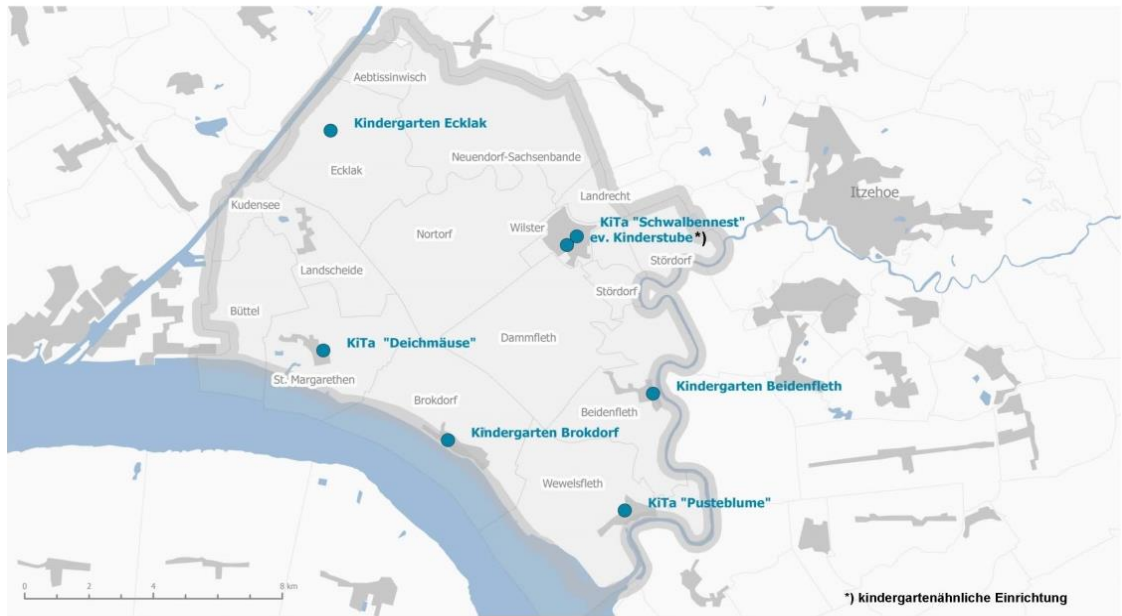 Aebtissinwisch
Kindergarten Ecklak
Neuendorf-Sachsenbande
Ecklak
Landrecht
Itzehoe
Kudensee
KiTa "Schwalbennest"
Wilster
ev. Kinderstube*)
Nortorf
Stördorf
Landscheide
Stördorf
Büttel
Dammfleth
KiTa "Deichmäuse"
St. Margarethen
Kindergarten Beidenfleth
Brokdorf
Beidenfleth
Kindergarten Brokdorf
Wewelsfleth
KiTa "Pusteblume"
0 2 4 8 km
*) kindergartenähnliche Einrichtung